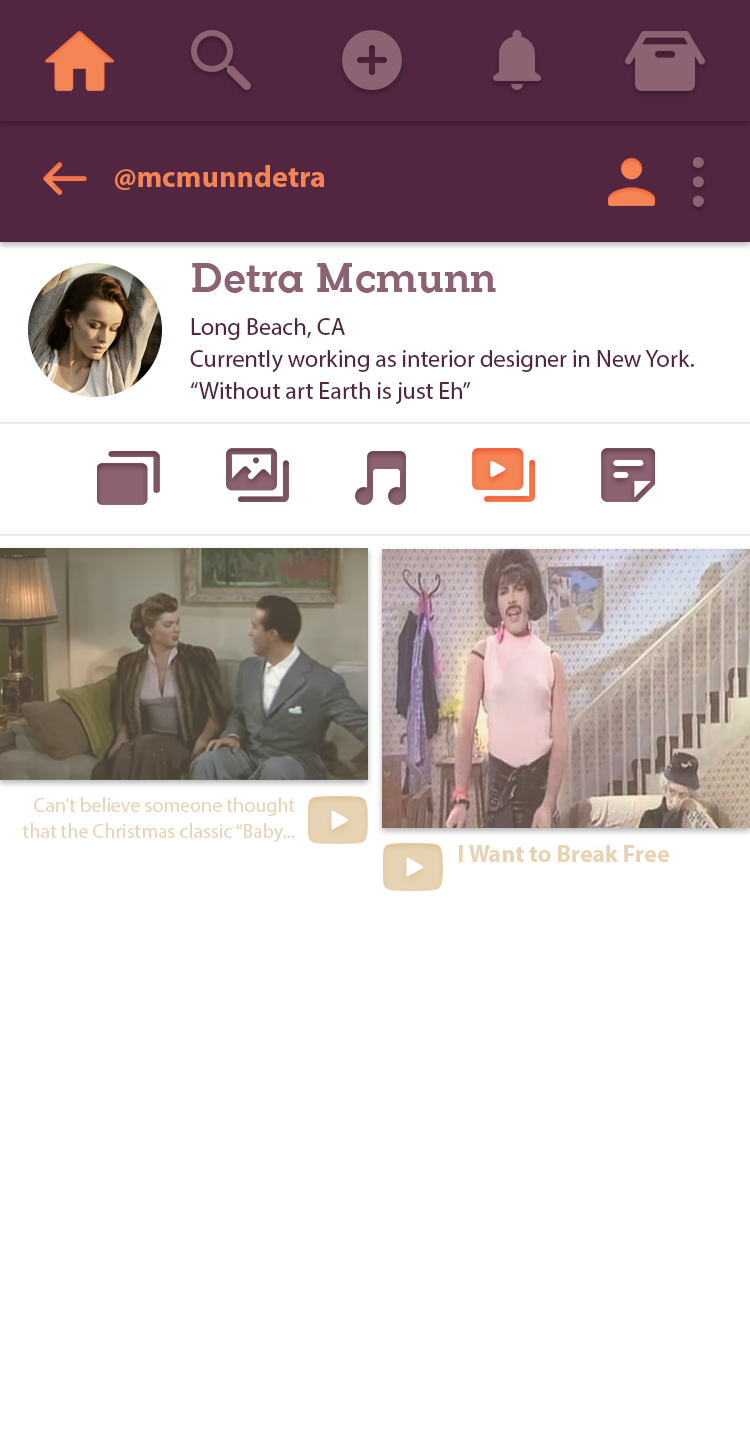 @mcmunndetra
Detra Mcmunn
Long Beach, CA
Currently working as interior designer in New York.
“Without art Earth is just Eh”
Can’t believe someone thought
that the Christmas classic “Baby...
I Want to Break Free